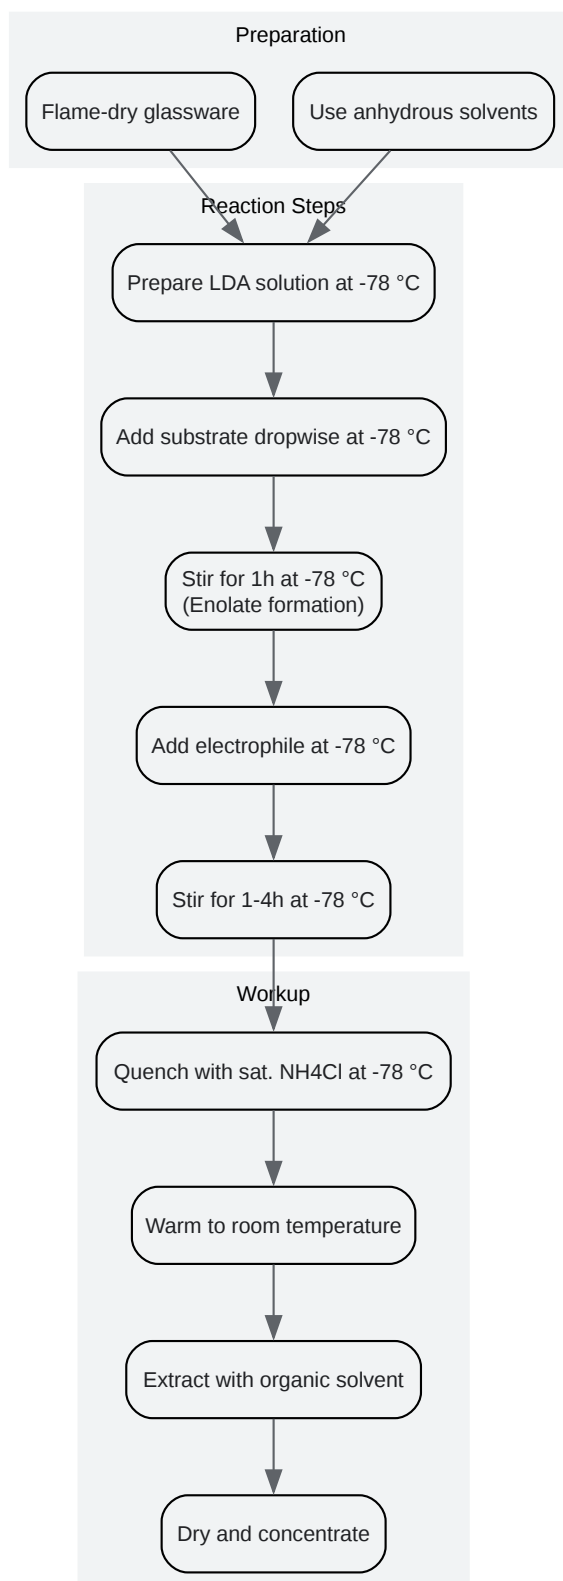 Preparation
Flame-dry glassware
Use anhydrous solvents
Reaction Steps
Prepare LDA solution at -78 °C
Add substrate dropwise at -78 °C
Stir for 1h at -78 °C
(Enolate formation)
Add electrophile at -78 °C
Stir for 1-4h at -78 °C
Workup
Quench with sat. NH4Cl at -78 °C
Warm to room temperature
Extract with organic solvent
Dry and concentrate